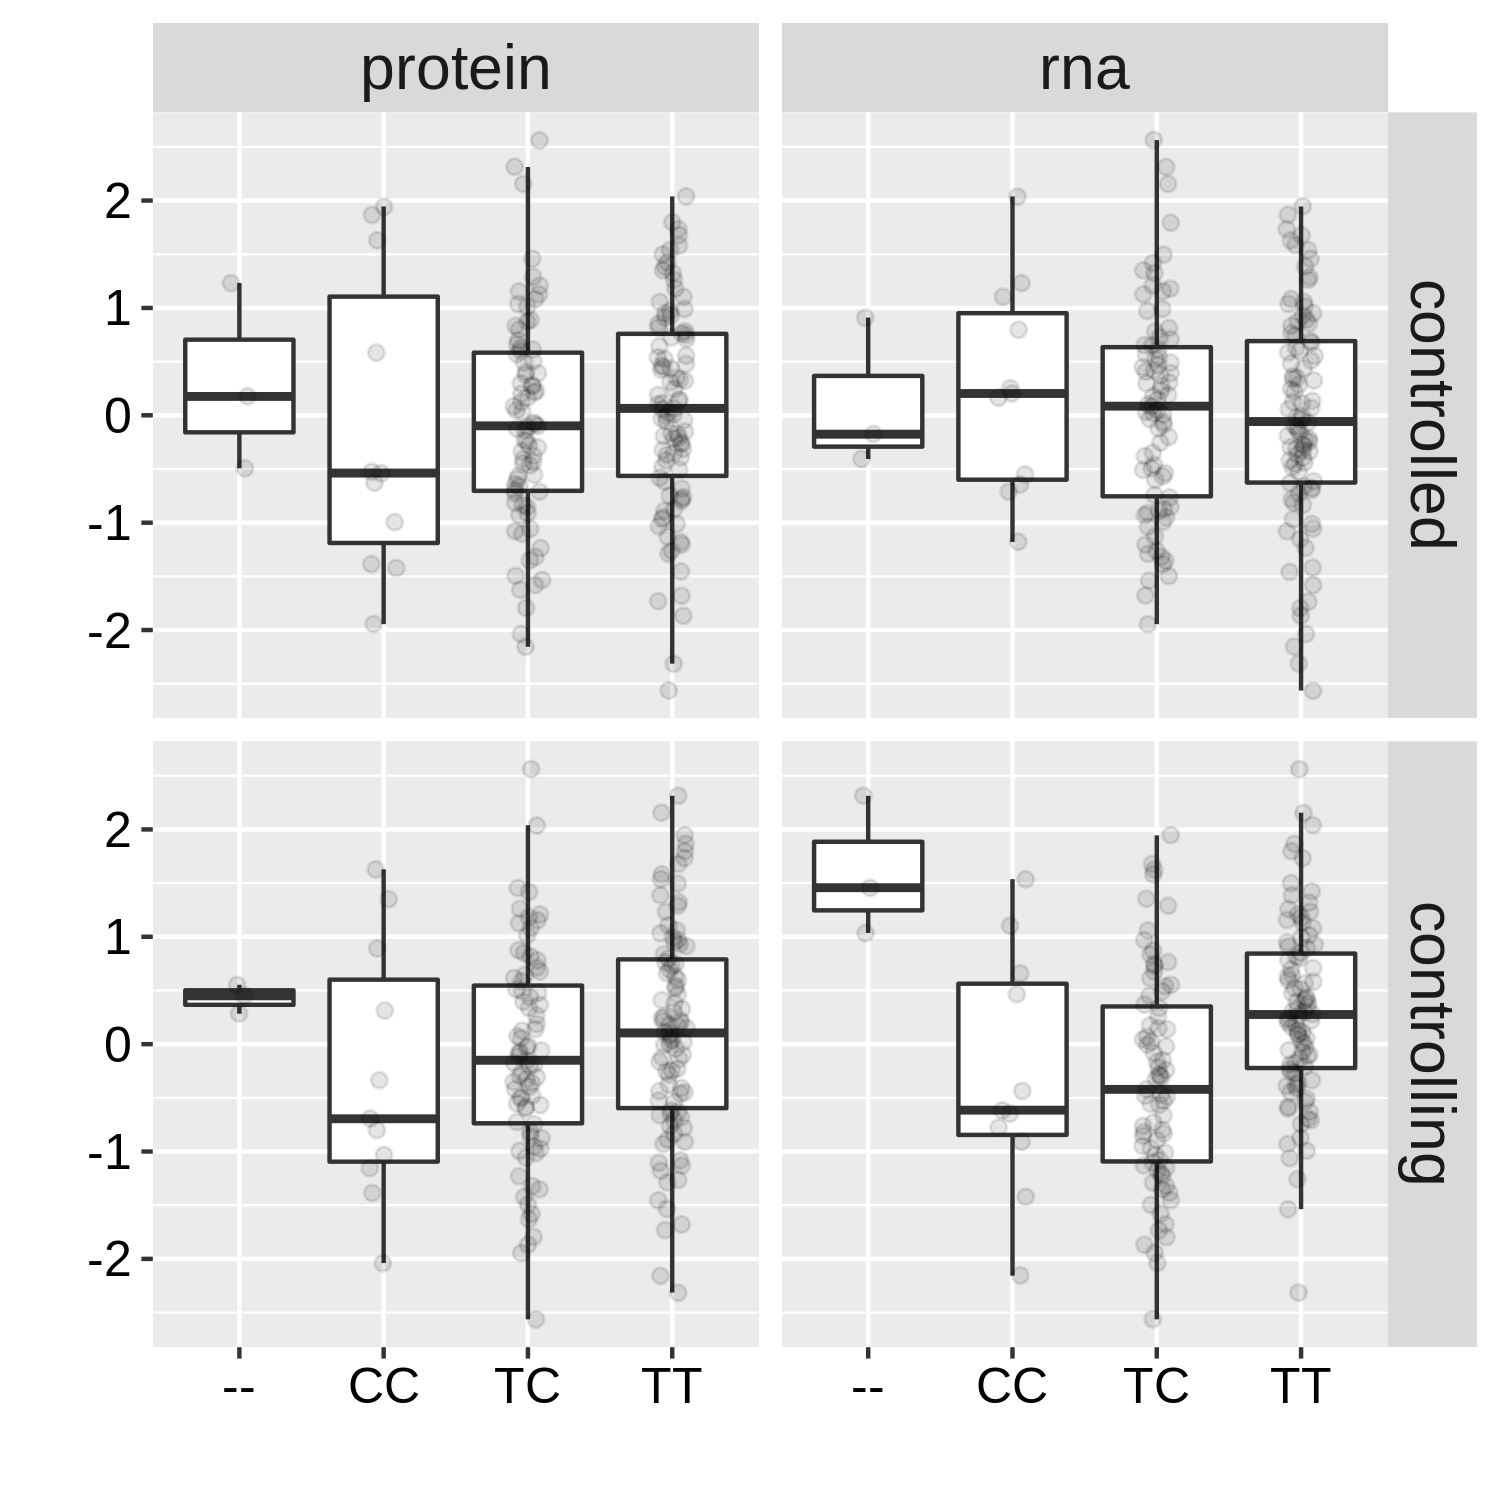 protein rna
2
1
0
-1
-2
controlled
2
1
0
-1
-2
controlling
-- CC TC TT -- CC TC TT